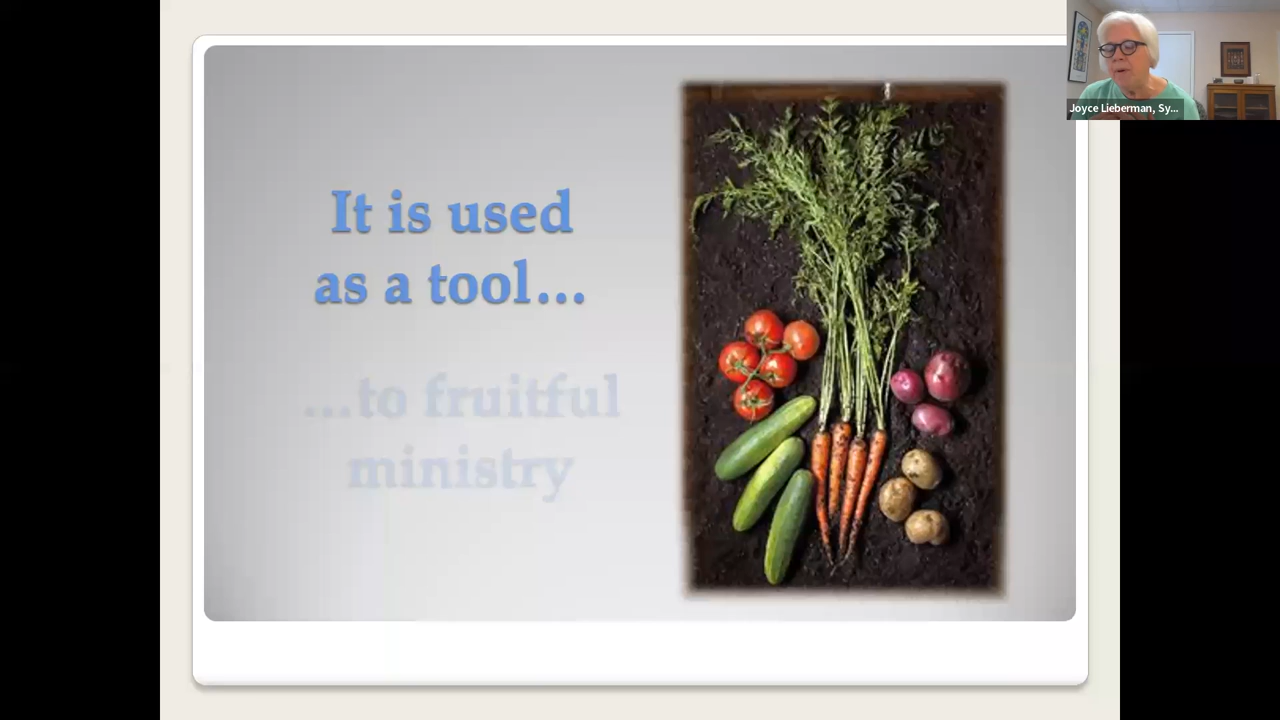 It is used
as a tool…
…to fruitful
ministry
Joyce Lieberman, Sy...